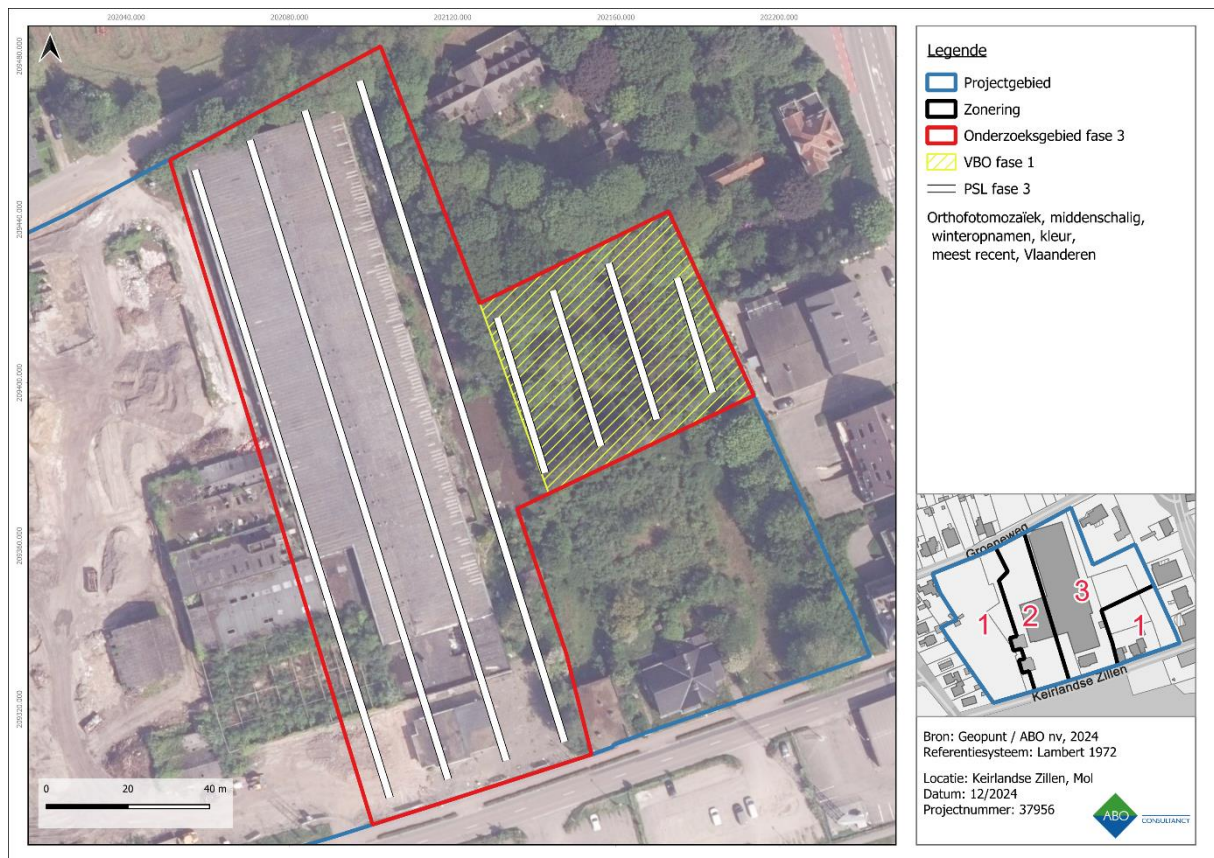 202040.000
202080.000
202120.000
202160.000
202200.000
209480.000
209440.000
209400.000
209360.000
209320.000
0 20 40 m
Legende
Projectgebied
Zonering
Onderzoeksgebied fase 3
VBO fase 1
PSL fase 3
Orthofotomozaïek, middenschalig,
winteropnamen, kleur,
meest recent, Vlaanderen
Groeneweg
1
2
3
1
Keirlandse Zillen
Bron: Geopunt / ABO nv, 2024
Referentiesysteem: Lambert 1972
Locatie: Keirlandse Zillen, Mol
Datum: 12/2024
Projectnummer: 37956
ABO
CONSULTANCY